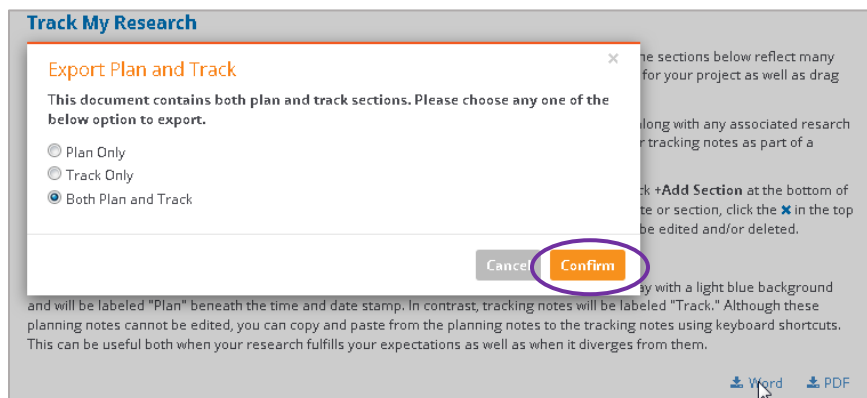 Track My Research
Export Plan and Track
×
ne sections below reflect many
This document contains both plan and track sections. Please choose any one of the
for your project as well as drag
below option to export.
along with any associated resarch
Plan Only
r tracking notes as part of a
Track Only
Both Plan and Track
ck +Add Section at the bottom of
te or section, click the ✖ in the top
be edited and/or deleted.
Cancel
Confirm
ay with a light blue background
and will be labeled "Plan" beneath the time and date stamp. In contrast, tracking notes will be labeled "Track." Although these
planning notes cannot be edited, you can copy and paste from the planning notes to the tracking notes using keyboard shortcuts.
This can be useful both when your research fulfills your expectations as well as when it diverges from them.
Word
PDF